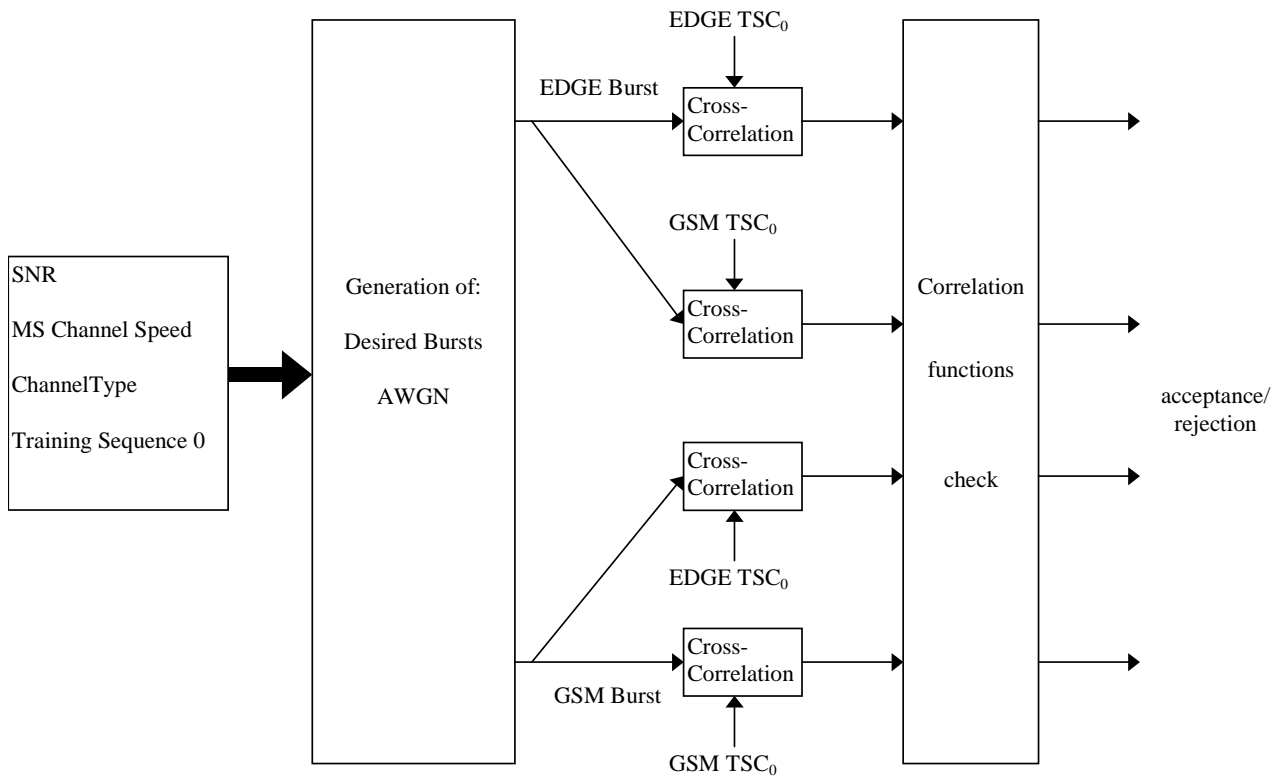 SNR
MS Channel Speed
ChannelType
Training Sequence 0
Generation of:
Desired Bursts
AWGN
EDGE TSC₀
EDGE Burst
Cross-
Correlation
GSM TSC₀
Cross-
Correlation
Cross-
Correlation
EDGE TSC₀
Cross-
Correlation
GSM Burst
GSM TSC₀
Correlation
functions
check
acceptance/
rejection